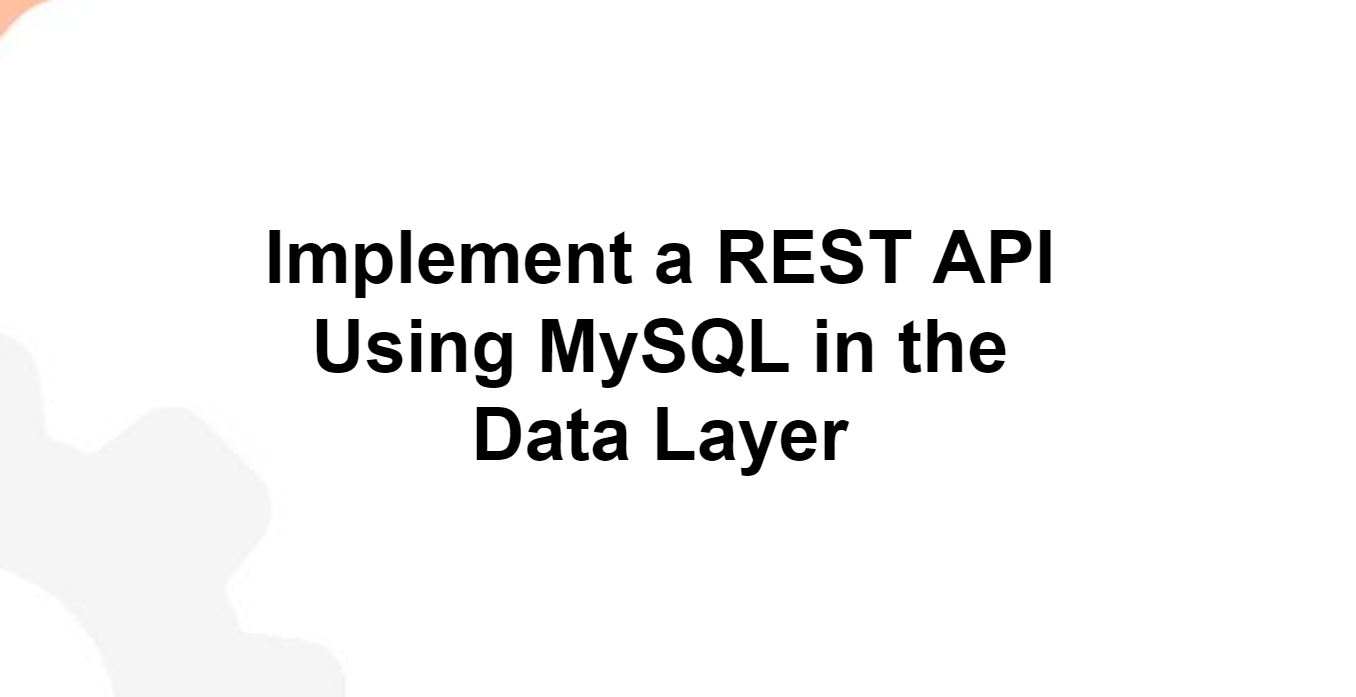 Implement a REST API
Using MySQL in the
Data Layer